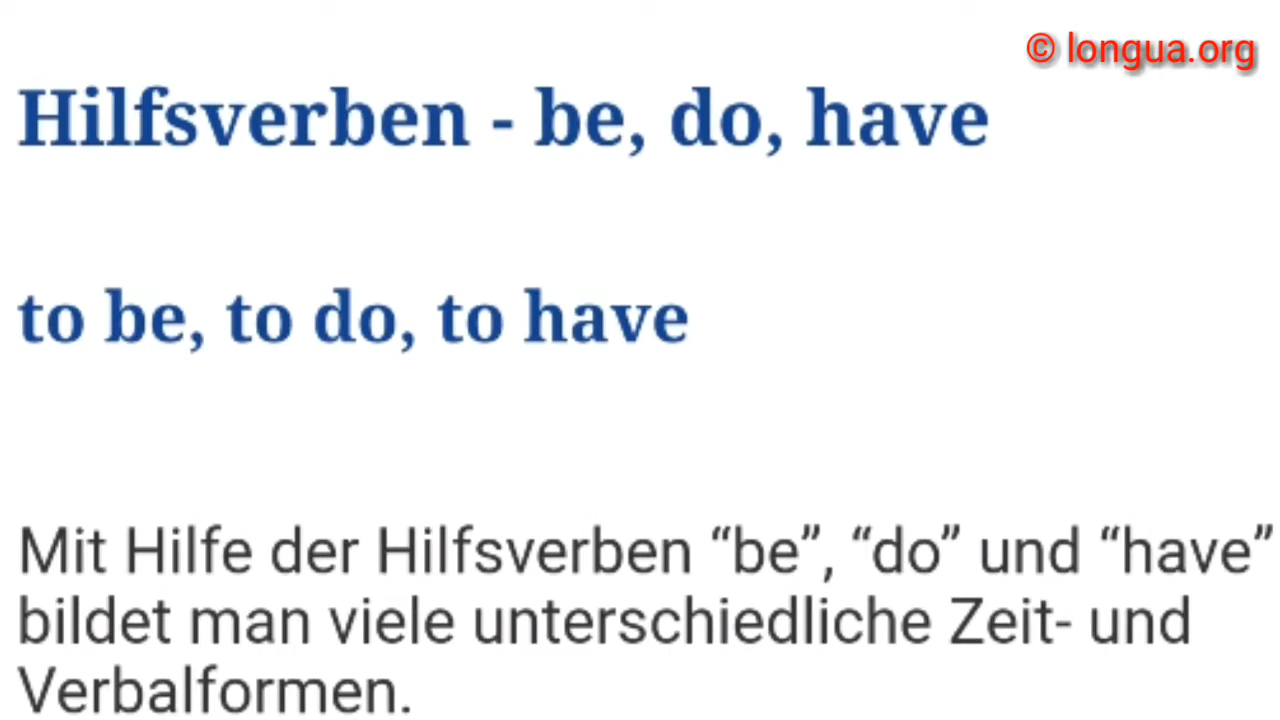 © longua.org
Hilfsverben - be, do, have
to be, to do, to have
Mit Hilfe der Hilfsverben “be”, “do” und “have”
bildet man viele unterschiedliche Zeit- und
Verbalformen.